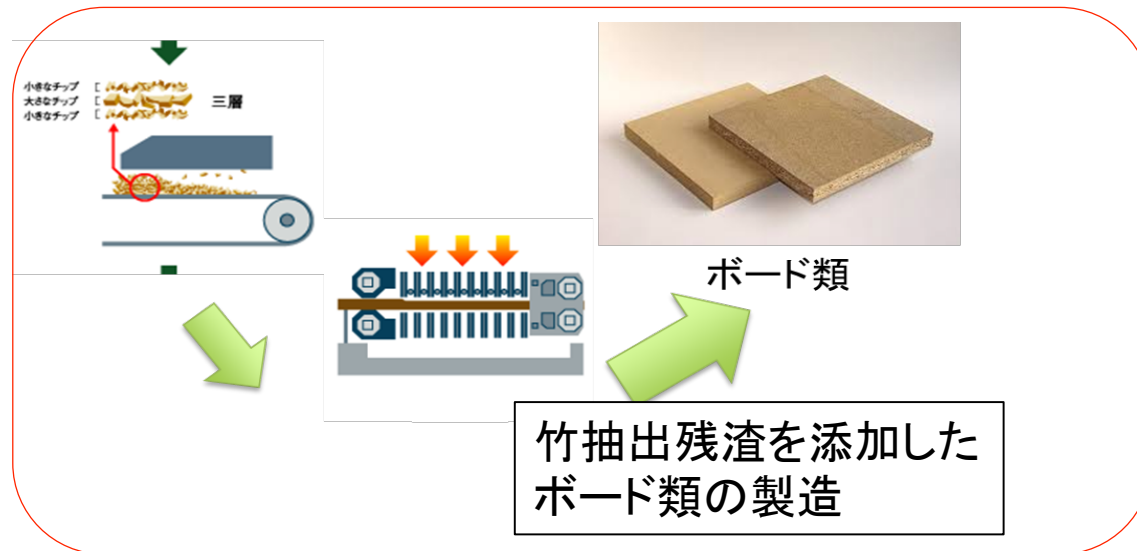 小さなチップ
大きなチップ
小さなチップ
三層
ボード類
竹抽出残渣を添加した
ボード類の製造